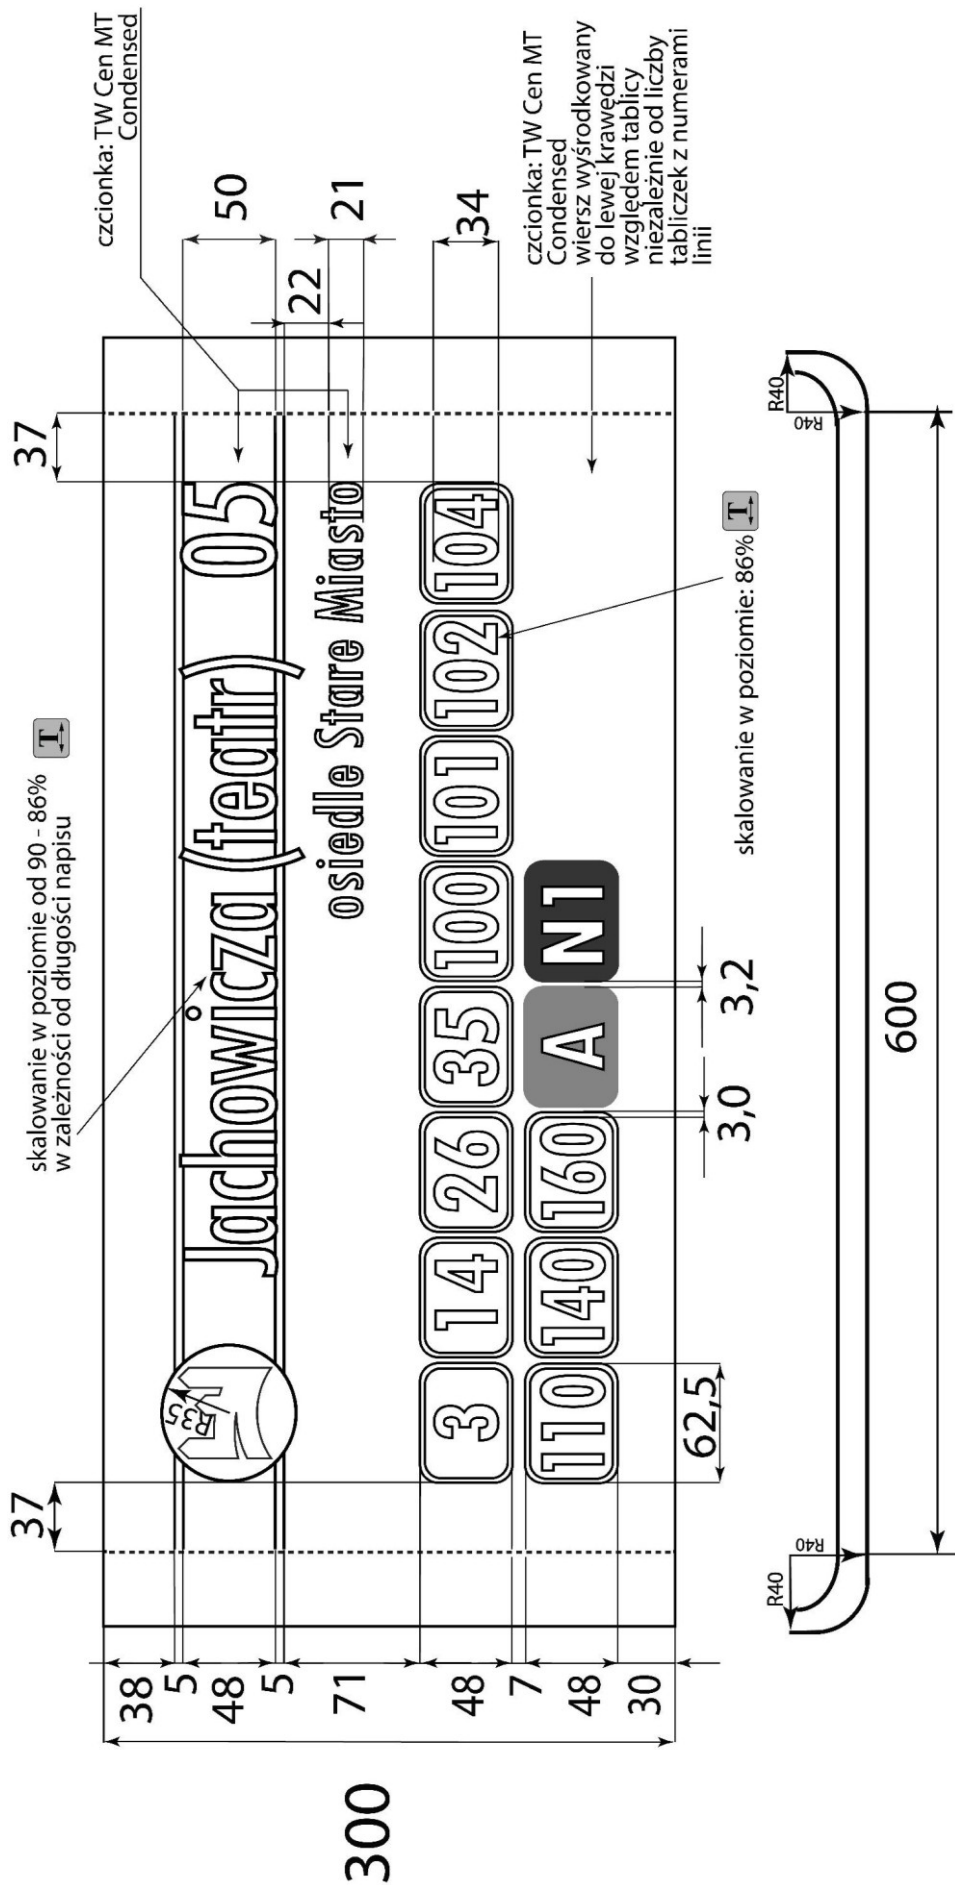 skalowanie w poziomie od 90 - 86%
w zależności od długości napisu
T
czcionka: TW Cen MT
Condensed
37
37
R35
Jachowicza (teatr) 05
50
osiedle Stare Miasto
22
21
3 14 26 35 100 101 102 104
34
110 140 160 A N1
38
5
48
5
71
48
7
48
30
300
62,5
3,0
3,2
skalowanie w poziomie: 86%
T
czcionka: TW Cen MT
Condensed
wiersz wyśrodkowany
do lewej krawędzi
względem tablicy
niezależnie od liczby
tabliczek z numerami
linii
R40
R40
R40
R40
600